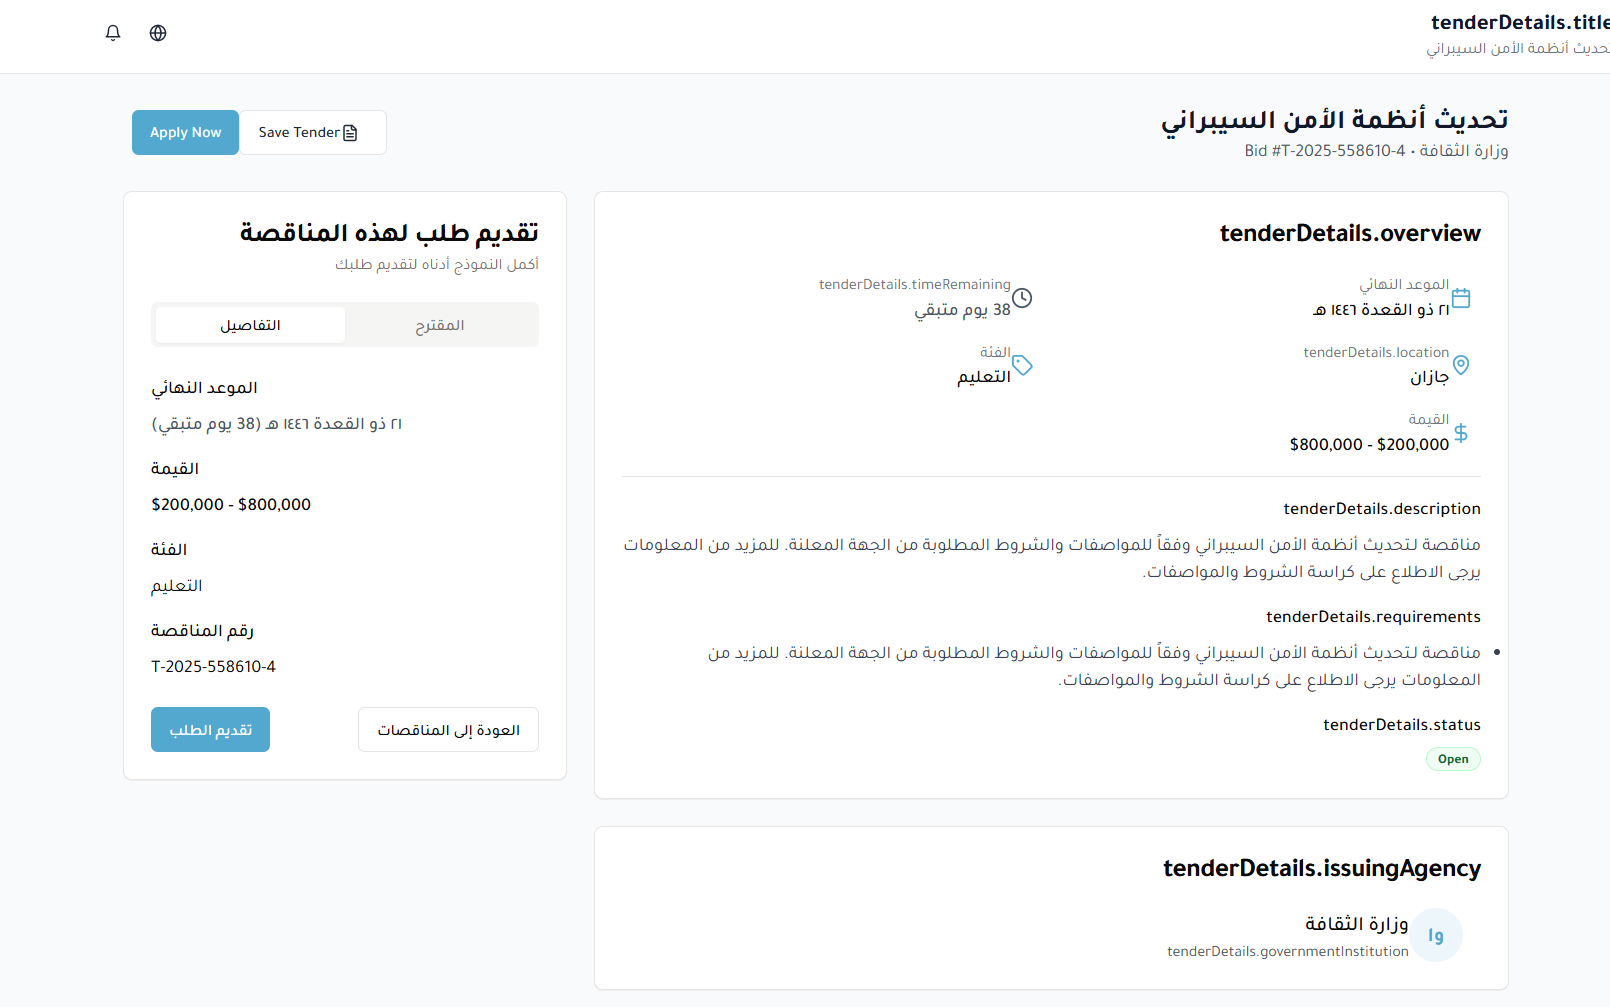 tenderDetails.title
تحديث أنظمة الأمن السيبراني
تحديث أنظمة الأمن السيبراني
وزارة الثقافة • Bid #T-2025-558610-4
Save Tender
Apply Now
tenderDetails.overview
الموعد النهائي
٢١ ذو القعدة ١٤٤٦ هـ
tenderDetails.timeRemaining
38 يوم متبقي
tenderDetails.location
جازان
الفئة
التعليم
القيمة
$800,000 - $200,000
tenderDetails.description
مناقصة لتحديث أنظمة الأمن السيبراني وفقاً للمواصفات والشروط المطلوبة من الجهة المعلنة. للمزيد من المعلومات
يرجى الاطلاع على كراسة الشروط والمواصفات.
tenderDetails.requirements
• مناقصة لتحديث أنظمة الأمن السيبراني وفقاً للمواصفات والشروط المطلوبة من الجهة المعلنة. للمزيد من
المعلومات يرجى الاطلاع على كراسة الشروط والمواصفات.
tenderDetails.status
Open
tenderDetails.issuingAgency
وا
وزارة الثقافة
tenderDetails.governmentInstitution
تقديم طلب لهذه المناقصة
أكمل النموذج أدناه لتقديم طلبك
المقترح
التفاصيل
الموعد النهائي
٢١ ذو القعدة ١٤٤٦ هـ (38 يوم متبقي)
القيمة
$200,000 - $800,000
الفئة
التعليم
رقم المناقصة
T-2025-558610-4
العودة إلى المناقصات
تقديم الطلب